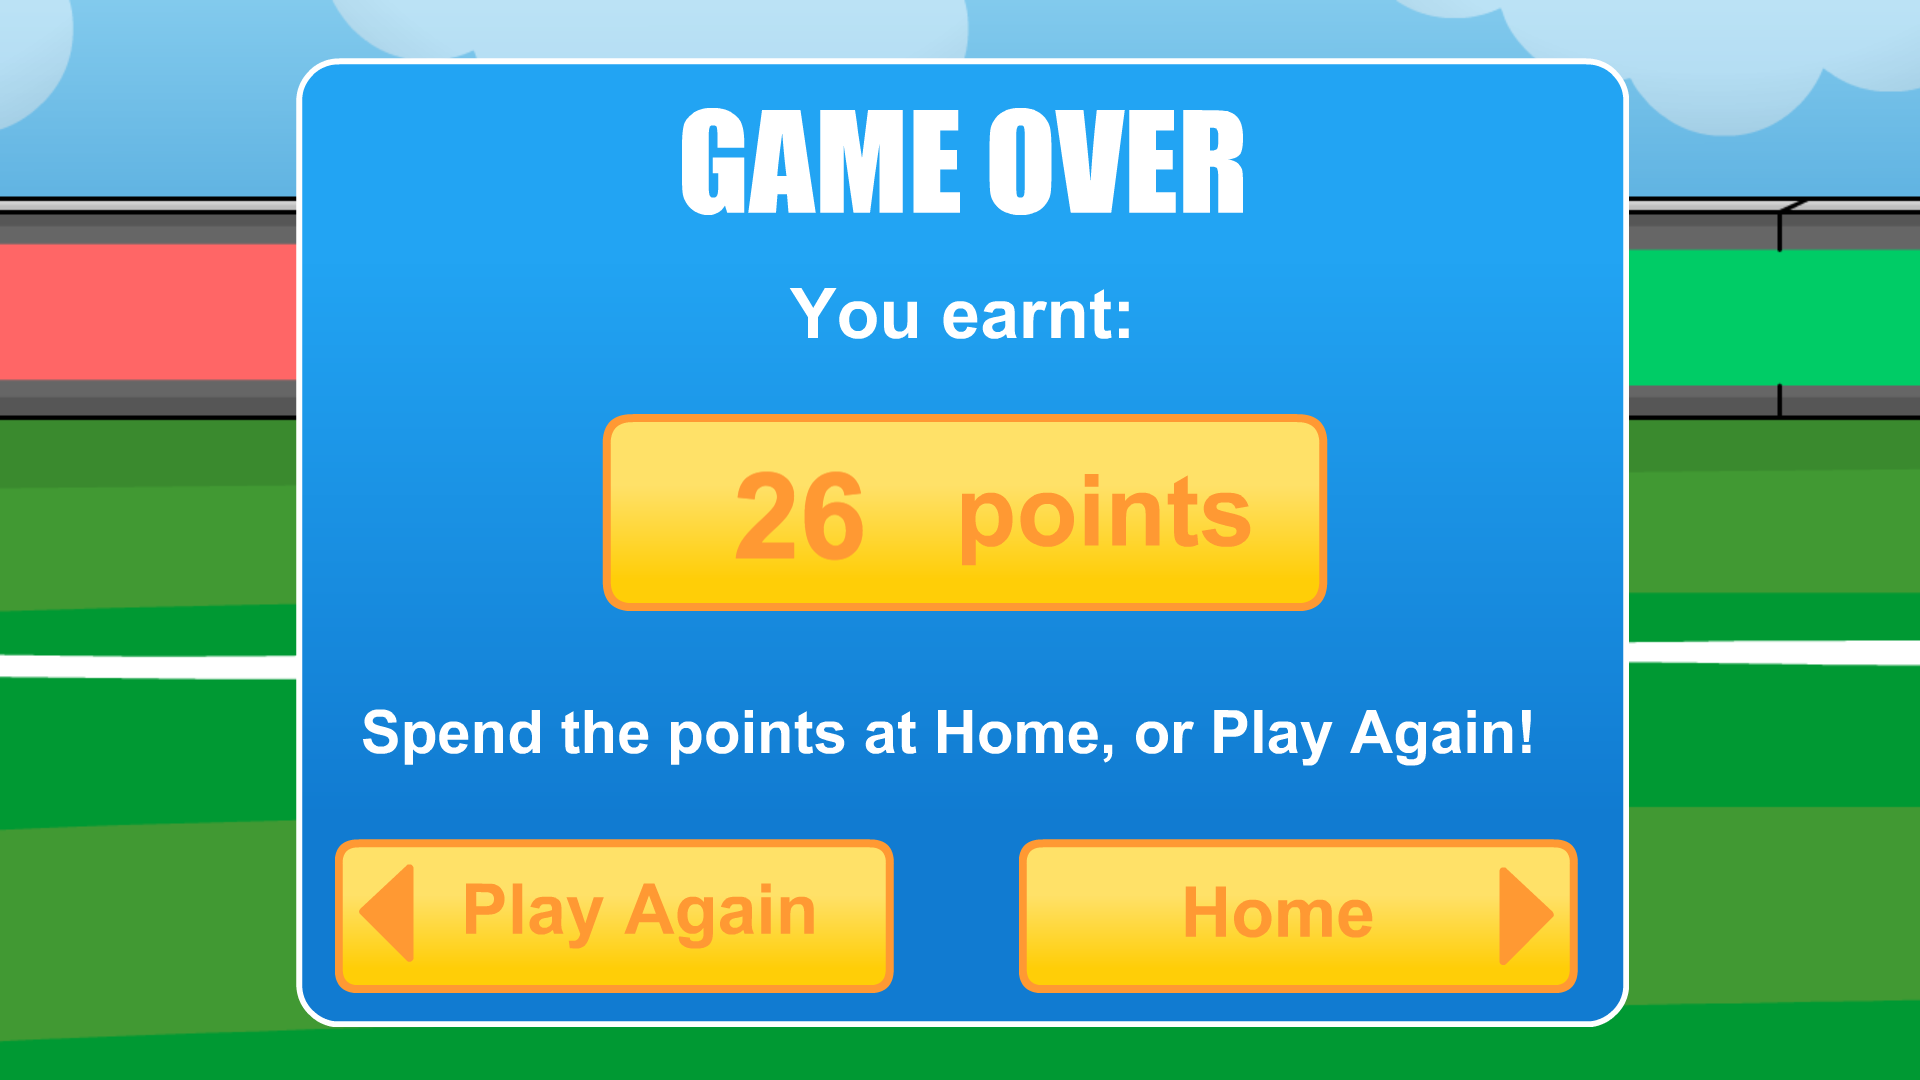 GAME OVER
You earnt:
26 points
Spend the points at Home, or Play Again!
Play Again
Home